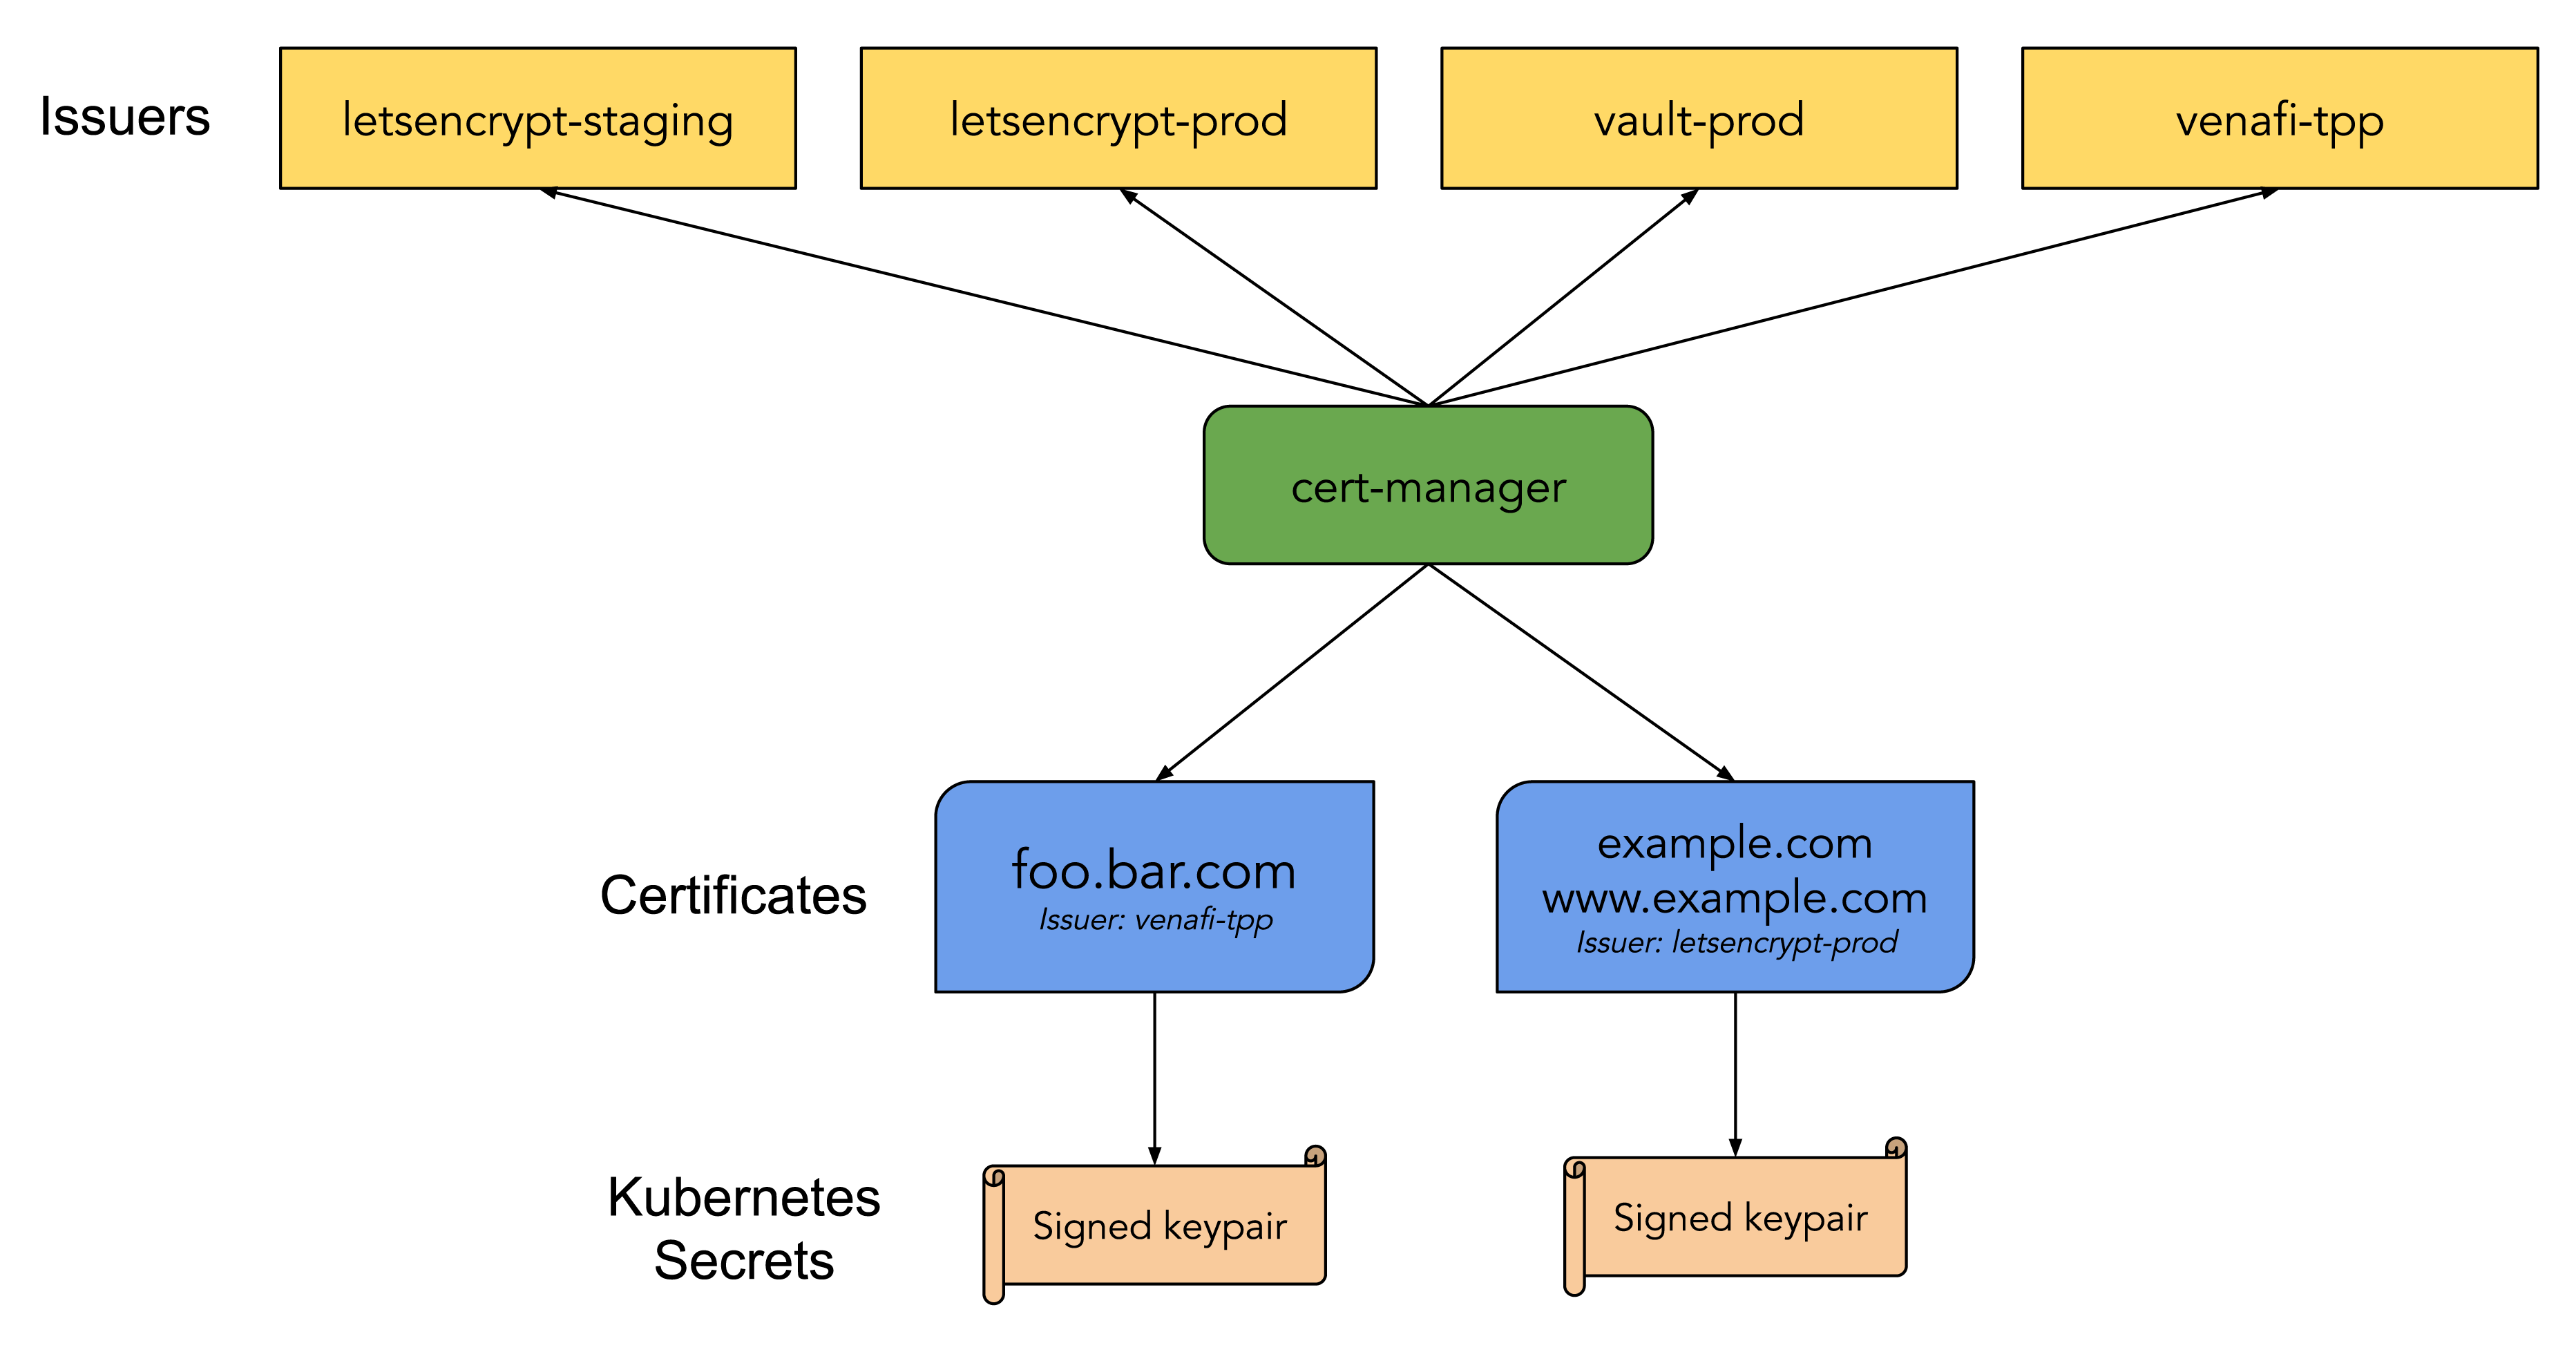 Issuers
letsencrypt-staging
letsencrypt-prod
vault-prod
venafi-tpp
cert-manager
Certificates
foo.bar.com
Issuer: venafi-tpp
example.com
www.example.com
Issuer: letsencrypt-prod
Kubernetes
Secrets
Signed keypair
Signed keypair